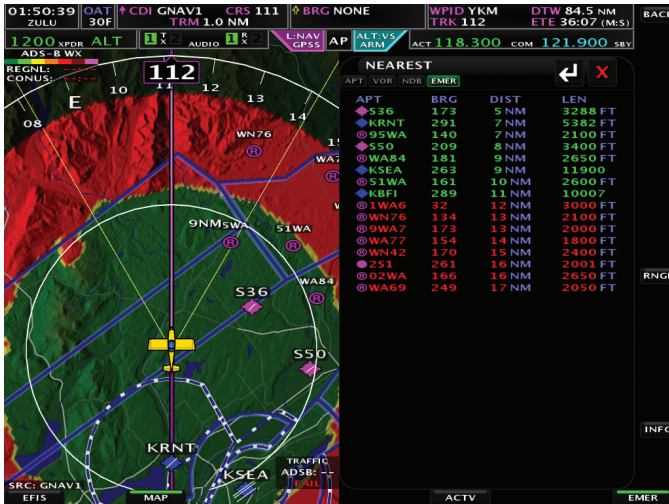 01:50:39
ZULU
OAT
30F
CDI GNAV1 CRS 111
TRM 1.0 NM
BRG NONE
WPID YKM DTW 84.5 NM
TRK 112 ETE 36:07 (M:S)
BACK
1200 XPDR ALT
1 TX 2 AUDIO 1 RX 2
L:NAV
GPSS
AP
ALT:VS
ARM
ACT 118.300 COM 121.900 SBY
ADS-B WX
REGNL: --:--
CONUS: --:--
112
E
08
10
11
12
13
14
15
WN76
9NM
5WA
S1WA
WA84
S36
S50
KRNT
KSEA
TRAFFIC
ADSB: --
FAIL
SRC: GNAV1
NEAREST
X
APT VOR NDB EMER
APT BRG DIST LEN
S36 173 5 NM 3288 FT
KRNT 291 7 NM 5382 FT
R 95WA 140 7 NM 2100 FT
S50 209 8 NM 3400 FT
R WA84 181 9 NM 2650 FT
KSEA 263 9 NM 11900
R 51WA 161 10 NM 2600 FT
KBFI 289 11 NM 10007
R 1WA6 32 12 NM 3000 FT
R WN76 134 13 NM 2100 FT
R 9WA7 173 13 NM 2000 FT
R WA77 154 14 NM 1800 FT
R WN42 170 15 NM 2400 FT
2S1 261 16 NM 2001 FT
R 02WA 166 16 NM 2650 FT
R WA69 249 17 NM 2050 FT
RNGE
INFO
EFIS
MAP
ACTV
EMER